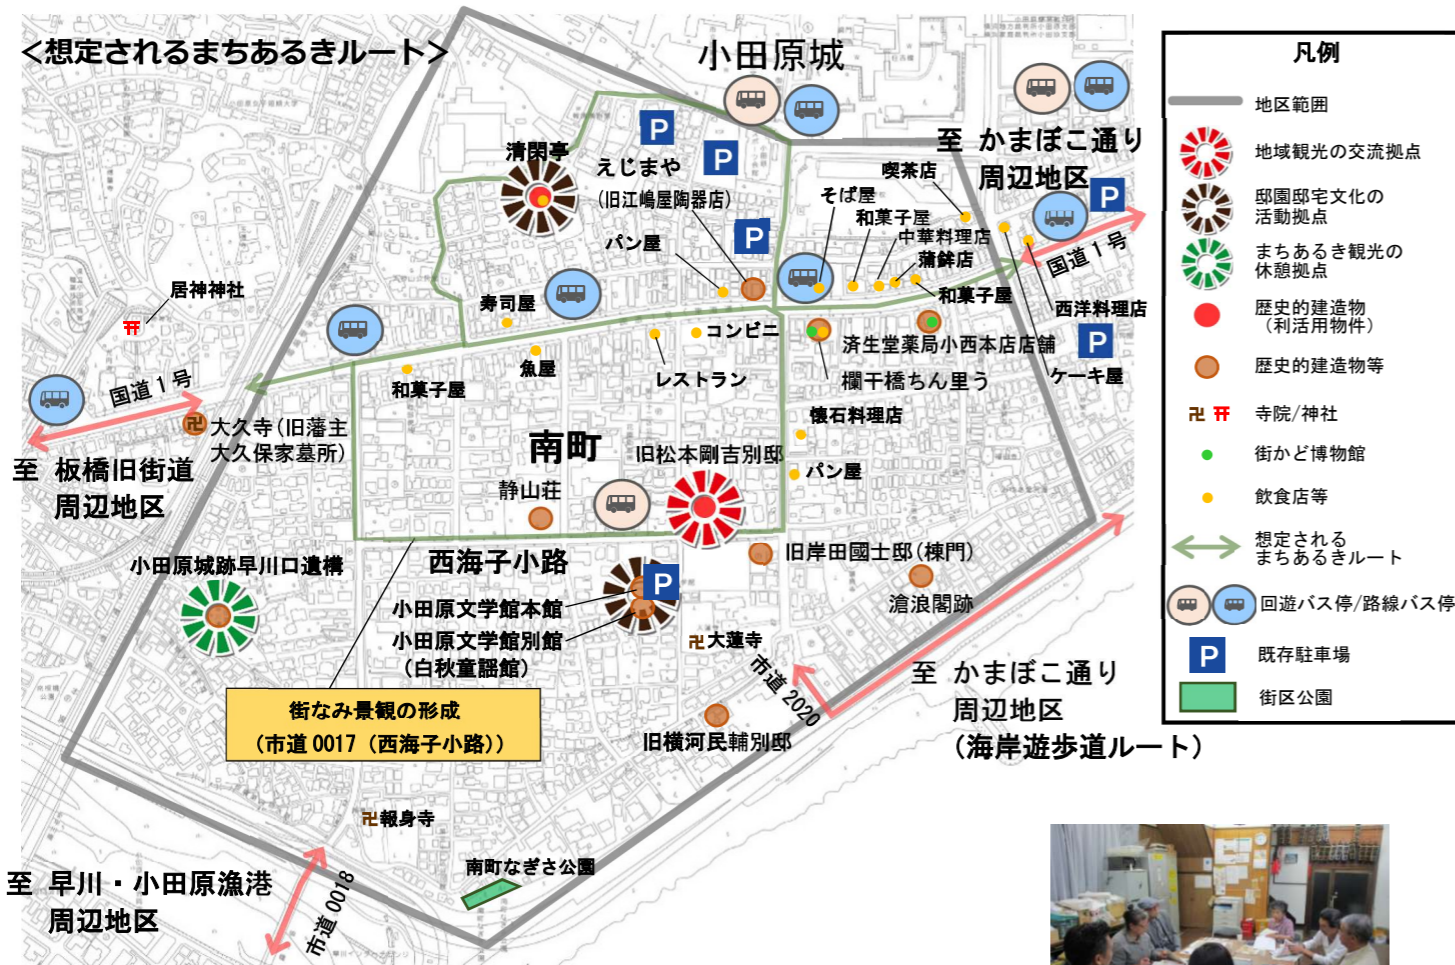 <想定されるまちあるきルート>
小田原城
至 かまぼこ通り
周辺地区
清閑亭
えじまや
(旧江嶋屋陶器店)
喫茶店
そば屋
和菓子屋
中華料理店
蒲鉾店
パン屋
和菓子屋
国道1号
西洋料理店
居神神社
寿司屋
コンビニ
済生堂薬局小西本店店舗
ケーキ屋
魚屋
レストラン
欄干橋ちん里う
国道1号
和菓子屋
懐石料理店
大久寺(旧藩主
大久保家墓所)
南町
旧松本剛吉別邸
パン屋
至 板橋旧街道
周辺地区
静山荘
小田原城跡早川口遺構
西海子小路
旧岸田國士邸(棟門)
小田原文学館本館
滄浪閣跡
小田原文学館別館
(白秋童謡館)
卍大蓮寺
市道2020
至 かまぼこ通り
周辺地区
(海岸遊歩道ルート)
街なみ景観の形成
(市道0017(西海子小路))
旧横河民輔別邸
卍報身寺
南町なぎさ公園
至 早川・小田原漁港
周辺地区
市道0018
凡例
地区範囲
地域観光の交流拠点
邸園邸宅文化の
活動拠点
まちあるき観光の
休憩拠点
歴史的建造物
(利活用物件)
歴史的建造物等
卍 寺院/神社
街かど博物館
飲食店等
想定される
まちあるきルート
回遊バス停/路線バス停
P 既存駐車場
街区公園
P
P
P
P
P
P